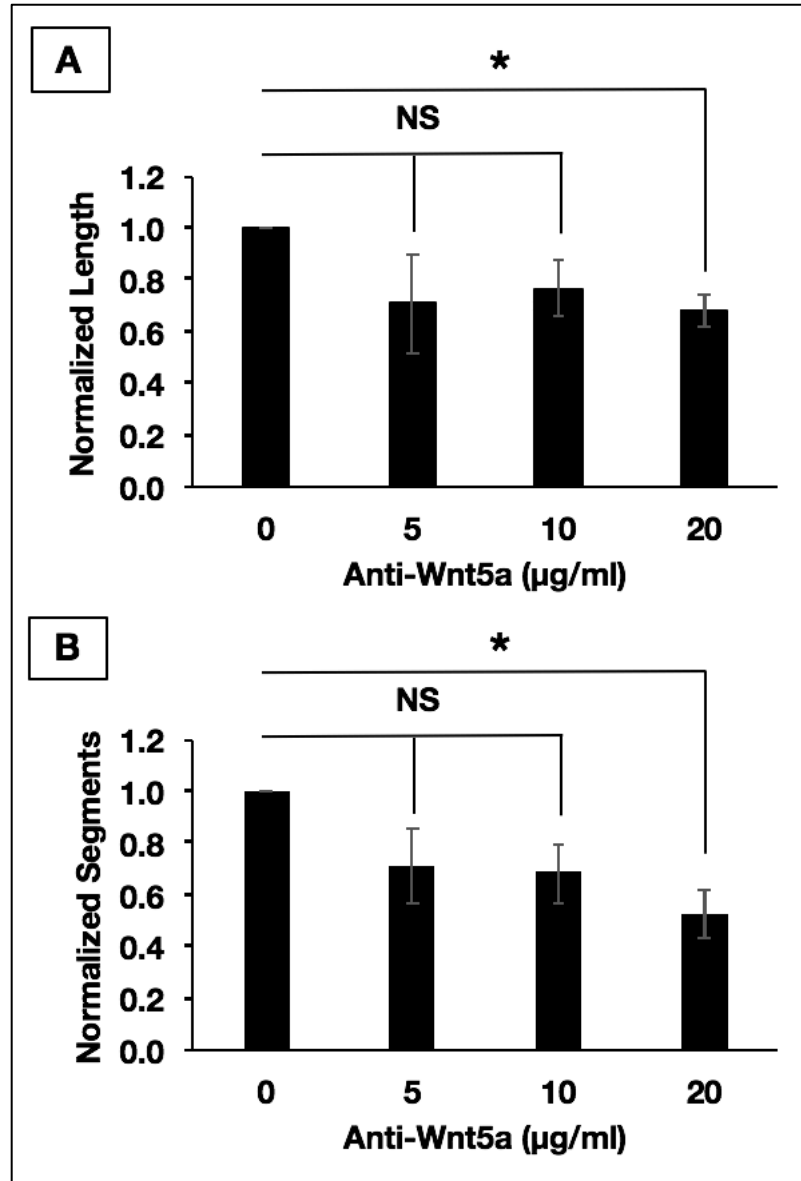 A
*
NS
Normalized Length
1.2
1.0
0.8
0.6
0.4
0.2
0.0
0 5 10 20
Anti-Wnt5a (µg/ml)
B
*
NS
Normalized Segments
1.2
1.0
0.8
0.6
0.4
0.2
0.0
0 5 10 20
Anti-Wnt5a (µg/ml)